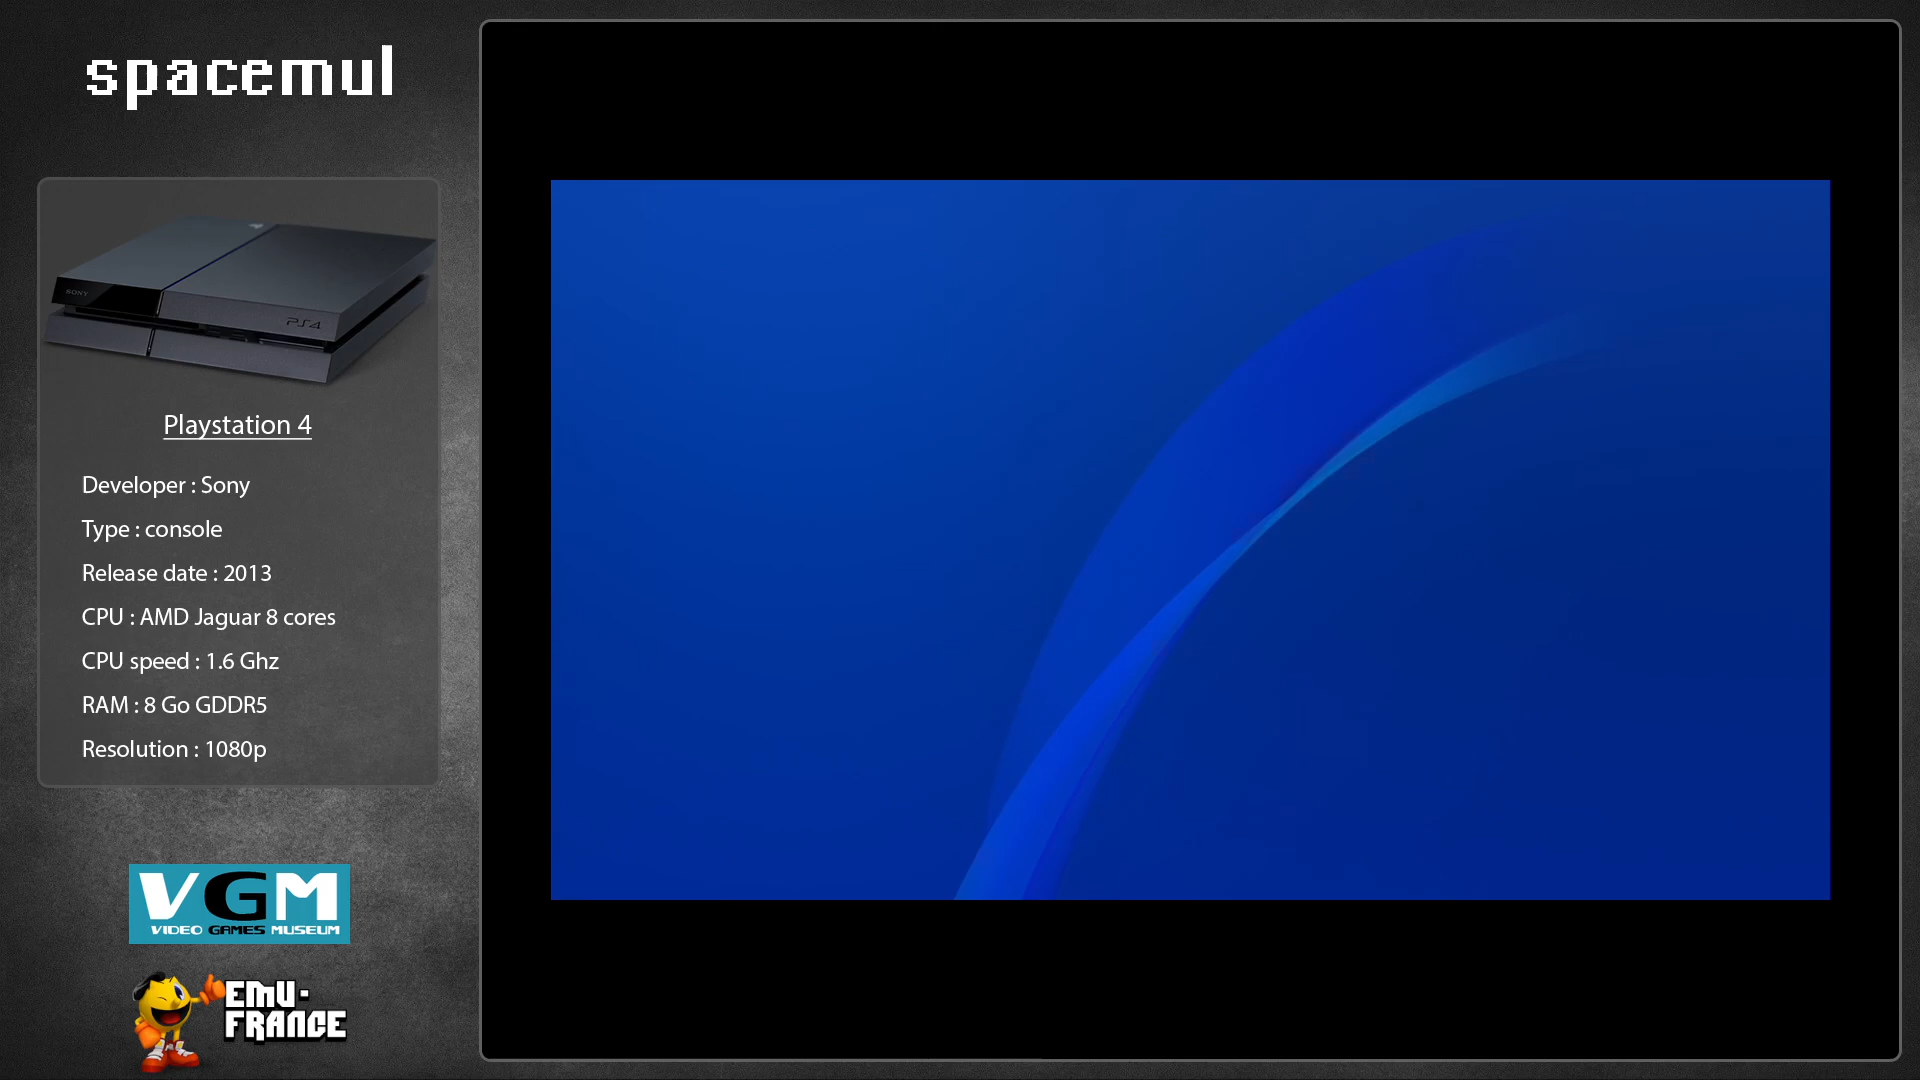 spacemul
SONY
PS4
Playstation 4
Developer : Sony
Type : console
Release date : 2013
CPU : AMD Jaguar 8 cores
CPU speed : 1.6 Ghz
RAM : 8 Go GDDR5
Resolution : 1080p
VGM
VIDEO GAMES MUSEUM
EMU-
FRANCE